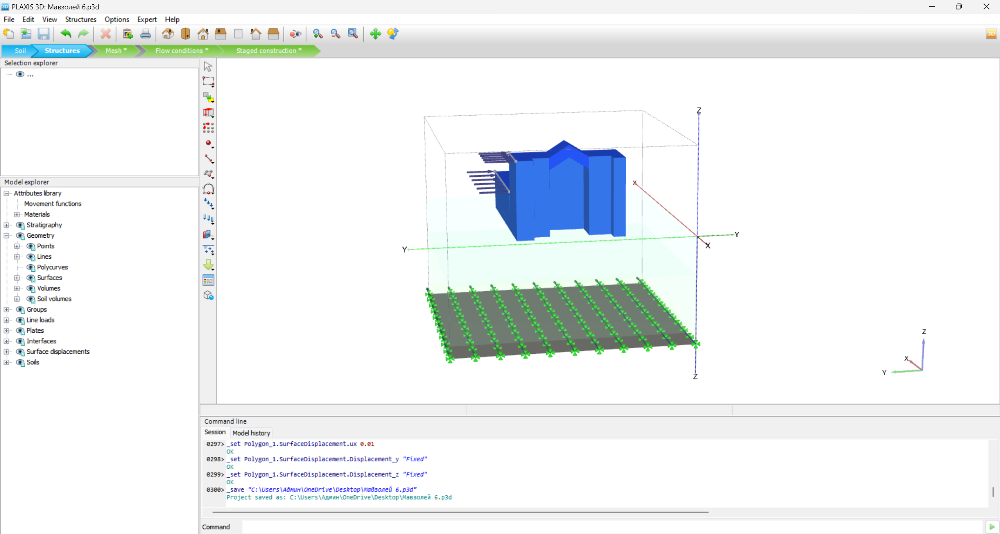 PLAXIS 3D: Мавзолей 6.p3d
File Edit View Structures Options Expert Help
3D
Soil Structures Mesh * Flow conditions * Staged construction *
Selection explorer
...
Model explorer
Attributes library
Movement functions
Materials
Stratigraphy
Geometry
Points
Lines
Polycurves
Surfaces
Volumes
Soil volumes
Groups
Line loads
Plates
Interfaces
Surface displacements
Soils
Z
X
Y
Y
X
Z
Z
X
Y
Command line
Session Model history
0297> _set Polygon_1.SurfaceDisplacement.ux 0.01
OK
0298> _set Polygon_1.SurfaceDisplacement.Displacement_y "Fixed"
OK
0299> _set Polygon_1.SurfaceDisplacement.Displacement_z "Fixed"
OK
0300> _save "C:\Users\Админ\OneDrive\Desktop\Мавзолей 6.p3d"
Project saved as: C:\Users\Админ\OneDrive\Desktop\Мавзолей 6.p3d
Command